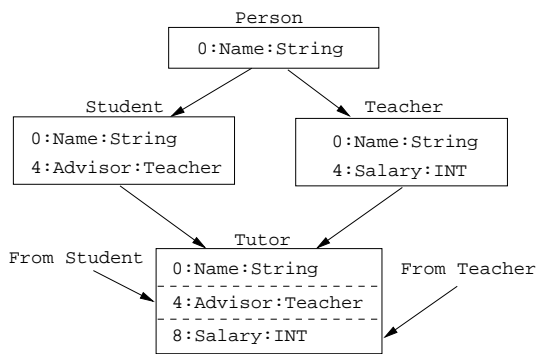 Person
0:Name:String
Student
0:Name:String
4:Advisor:Teacher
Teacher
0:Name:String
4:Salary:INT
Tutor
From Student
0:Name:String
4:Advisor:Teacher
8:Salary:INT
From Teacher